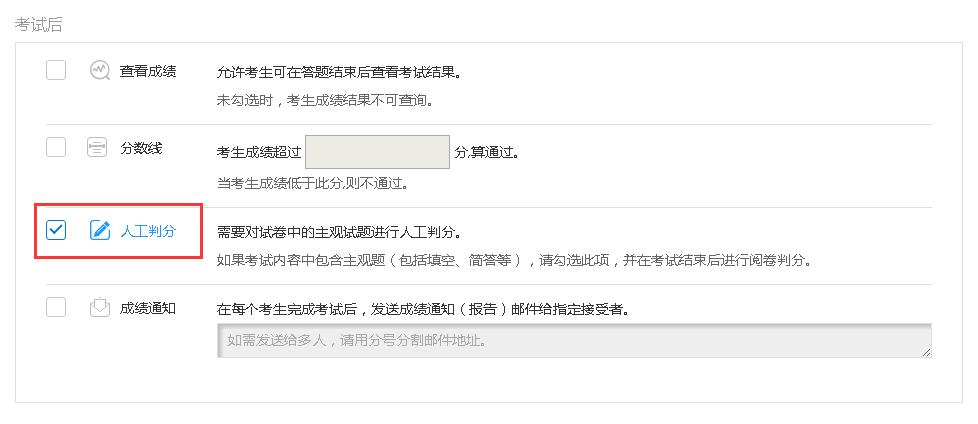 考试后
查看成绩 允许考生可在答题结束后查看考试结果。
未勾选时，考生成绩结果不可查询。
分数线 考生成绩超过 分,算通过。
当考生成绩低于此分,则不通过。
人工判分 需要对试卷中的主观试题进行人工判分。
如果考试内容中包含主观题（包括填空、简答等），请勾选此项，并在考试结束后进行阅卷判分。
成绩通知 在每个考生完成考试后，发送成绩通知（报告）邮件给指定接受者。
如需发送给多人，请用分号分割邮件地址。